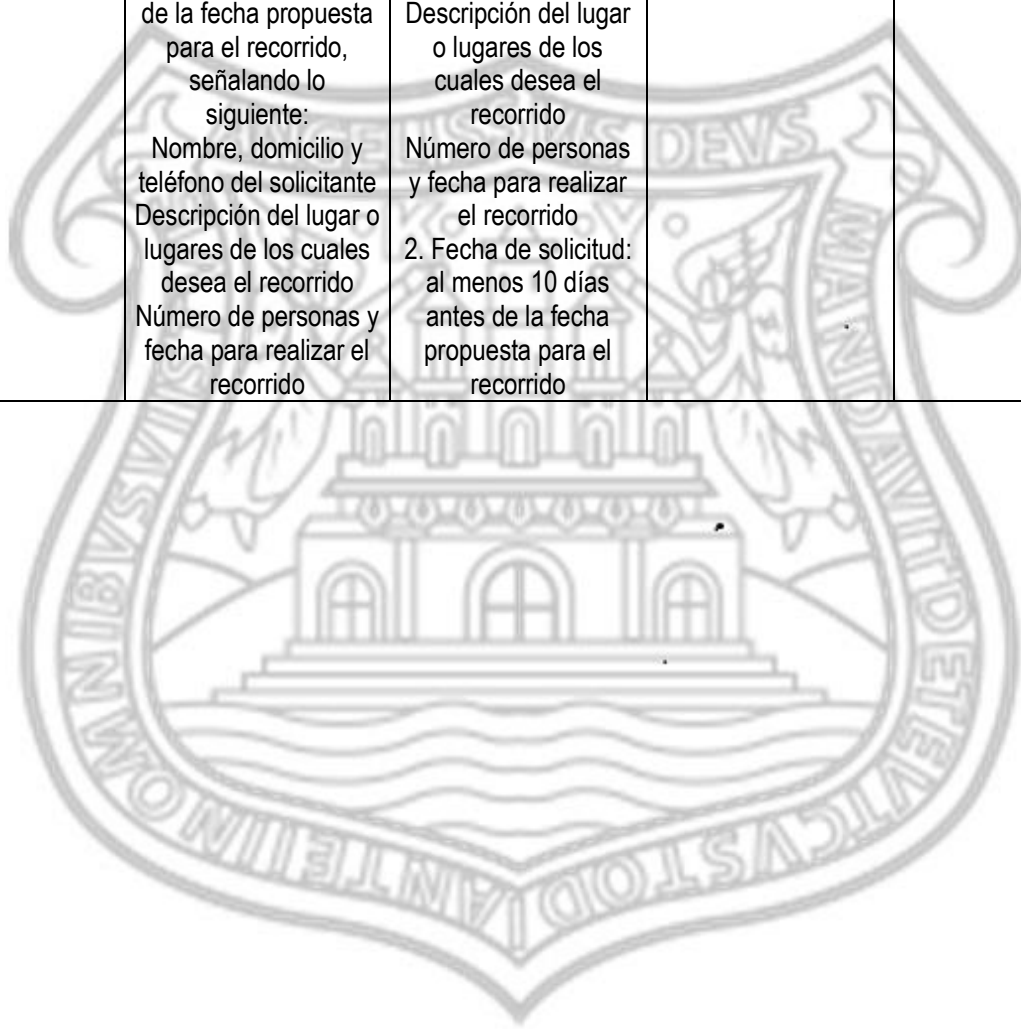 de la fecha propuesta
para el recorrido,
señalando lo
siguiente:
Nombre, domicilio y
teléfono del solicitante
Descripción del lugar o
lugares de los cuales
desea el recorrido
Número de personas y
fecha para realizar el
recorrido
Descripción del lugar
o lugares de los
cuales desea el
recorrido
Número de personas
y fecha para realizar
el recorrido
2. Fecha de solicitud:
al menos 10 días
antes de la fecha
propuesta para el
recorrido
DEVS